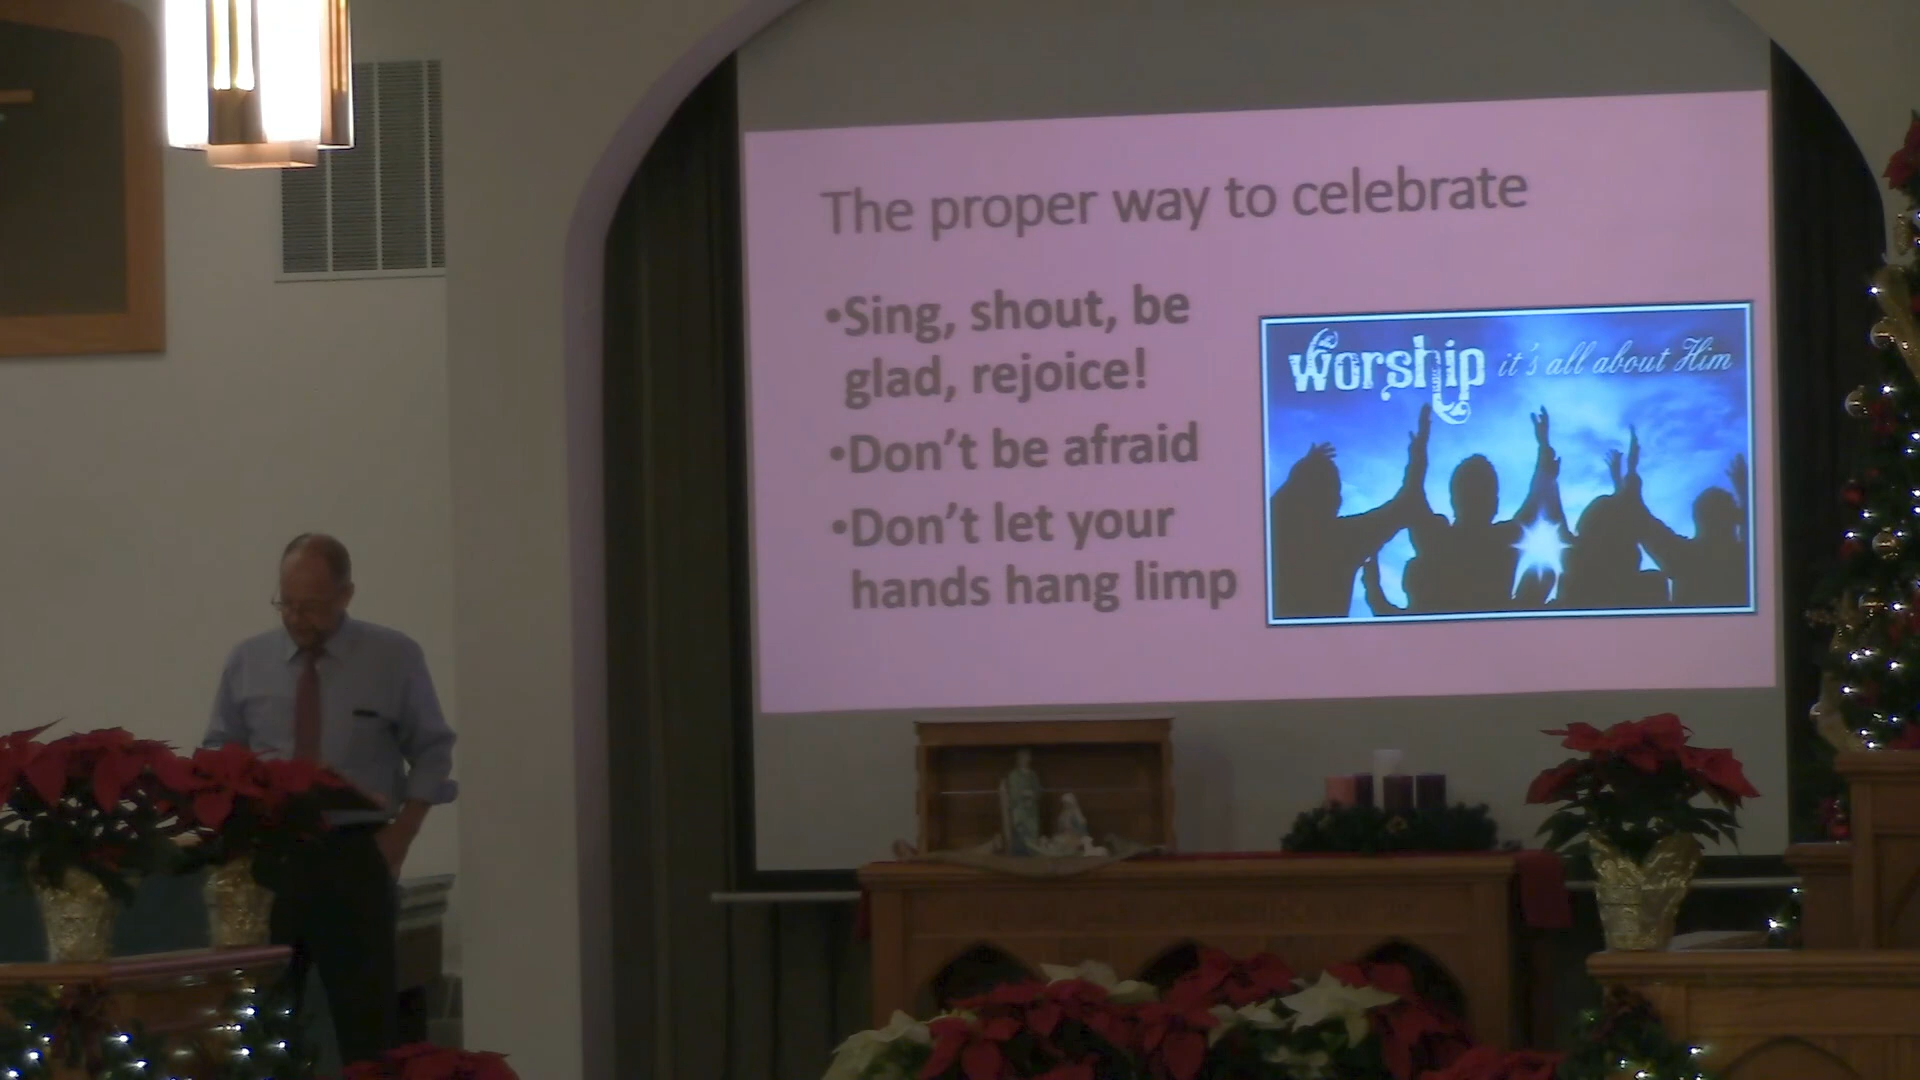 The proper way to celebrate
•Sing, shout, be
glad, rejoice!
•Don't be afraid
•Don't let your
hands hang limp
Worship it's all about Him